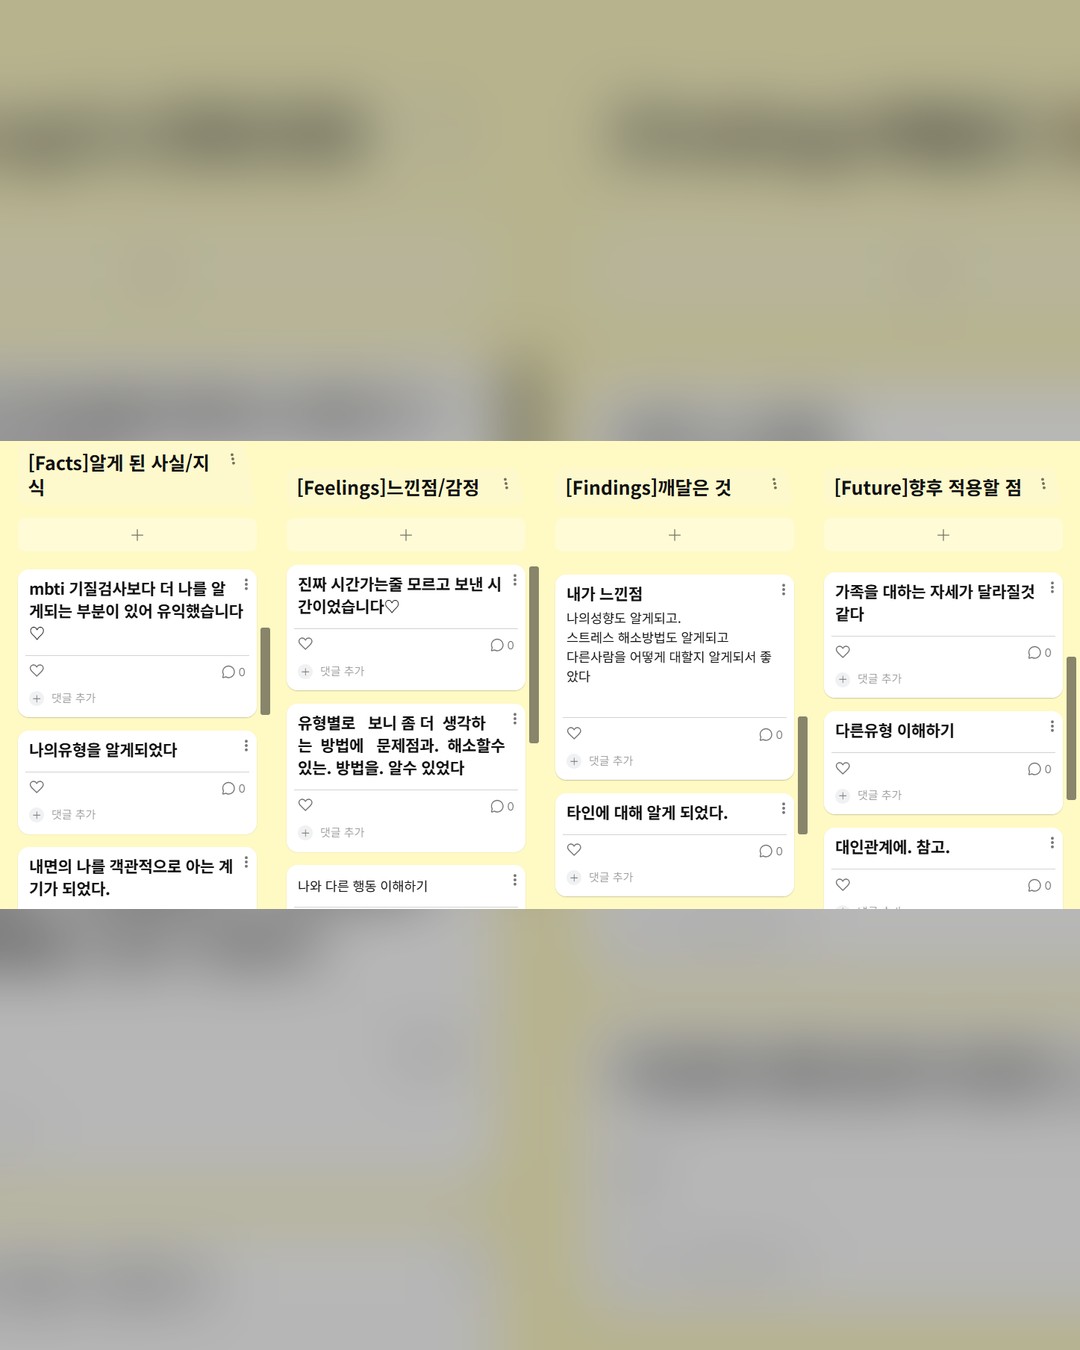 [Facts]알게 된 사실/지
식
mbti 기질검사보다 더 나를 알
게되는 부분이 있어 유익했습니다
♡
0
댓글 추가
나의유형을 알게되었다
0
댓글 추가
내면의 나를 객관적으로 아는 계
기가 되었다.
[Feelings]느낀점/감정
진짜 시간가는줄 모르고 보낸 시
간이었습니다♡
0
댓글 추가
유형별로 보니 좀 더 생각하
는 방법에 문제점과. 해소할수
있는. 방법을. 알수 있었다
0
댓글 추가
나와 다른 행동 이해하기
[Findings]깨달은 것
내가 느낀점
나의성향도 알게되고.
스트레스 해소방법도 알게되고
다른사람을 어떻게 대할지 알게되서 좋
았다
0
댓글 추가
타인에 대해 알게 되었다.
0
댓글 추가
[Future]향후 적용할 점
가족을 대하는 자세가 달라질것
같다
0
댓글 추가
다른유형 이해하기
0
댓글 추가
대인관계에. 참고.
0